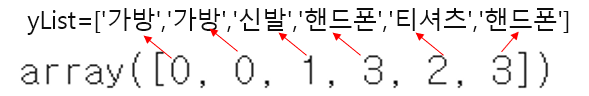 yList=['가방','가방','신발','핸드폰','티셔츠','핸드폰']
array([0, 0, 1, 3, 2, 3])